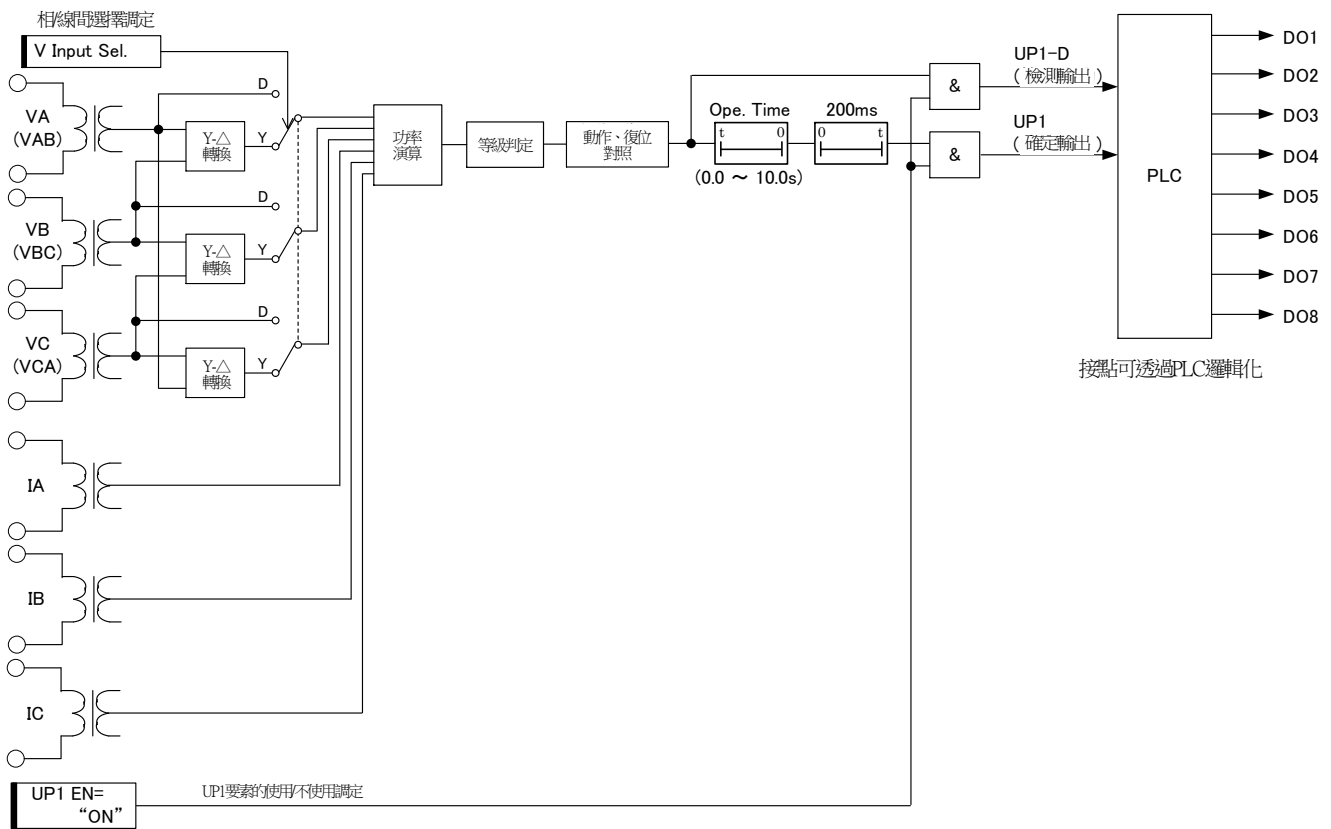 相/線間選擇調定
V Input Sel.
VA
(VAB)
D
Y-△
轉換
Y
VB
(VBC)
D
Y-△
轉換
Y
VC
(VCA)
D
Y-△
轉換
Y
IA
IB
IC
功率
演算
等級判定
動作、復位
對照
Ope. Time
t 0
(0.0 ～ 10.0s)
200ms
0 t
&
UP1-D
(檢測輸出)
&
UP1
(確定輸出)
PLC
DO1
DO2
DO3
DO4
DO5
DO6
DO7
DO8
接點可透過PLC邏輯化
UP1 EN=
“ON”
UP1要素的使用/不使用調定